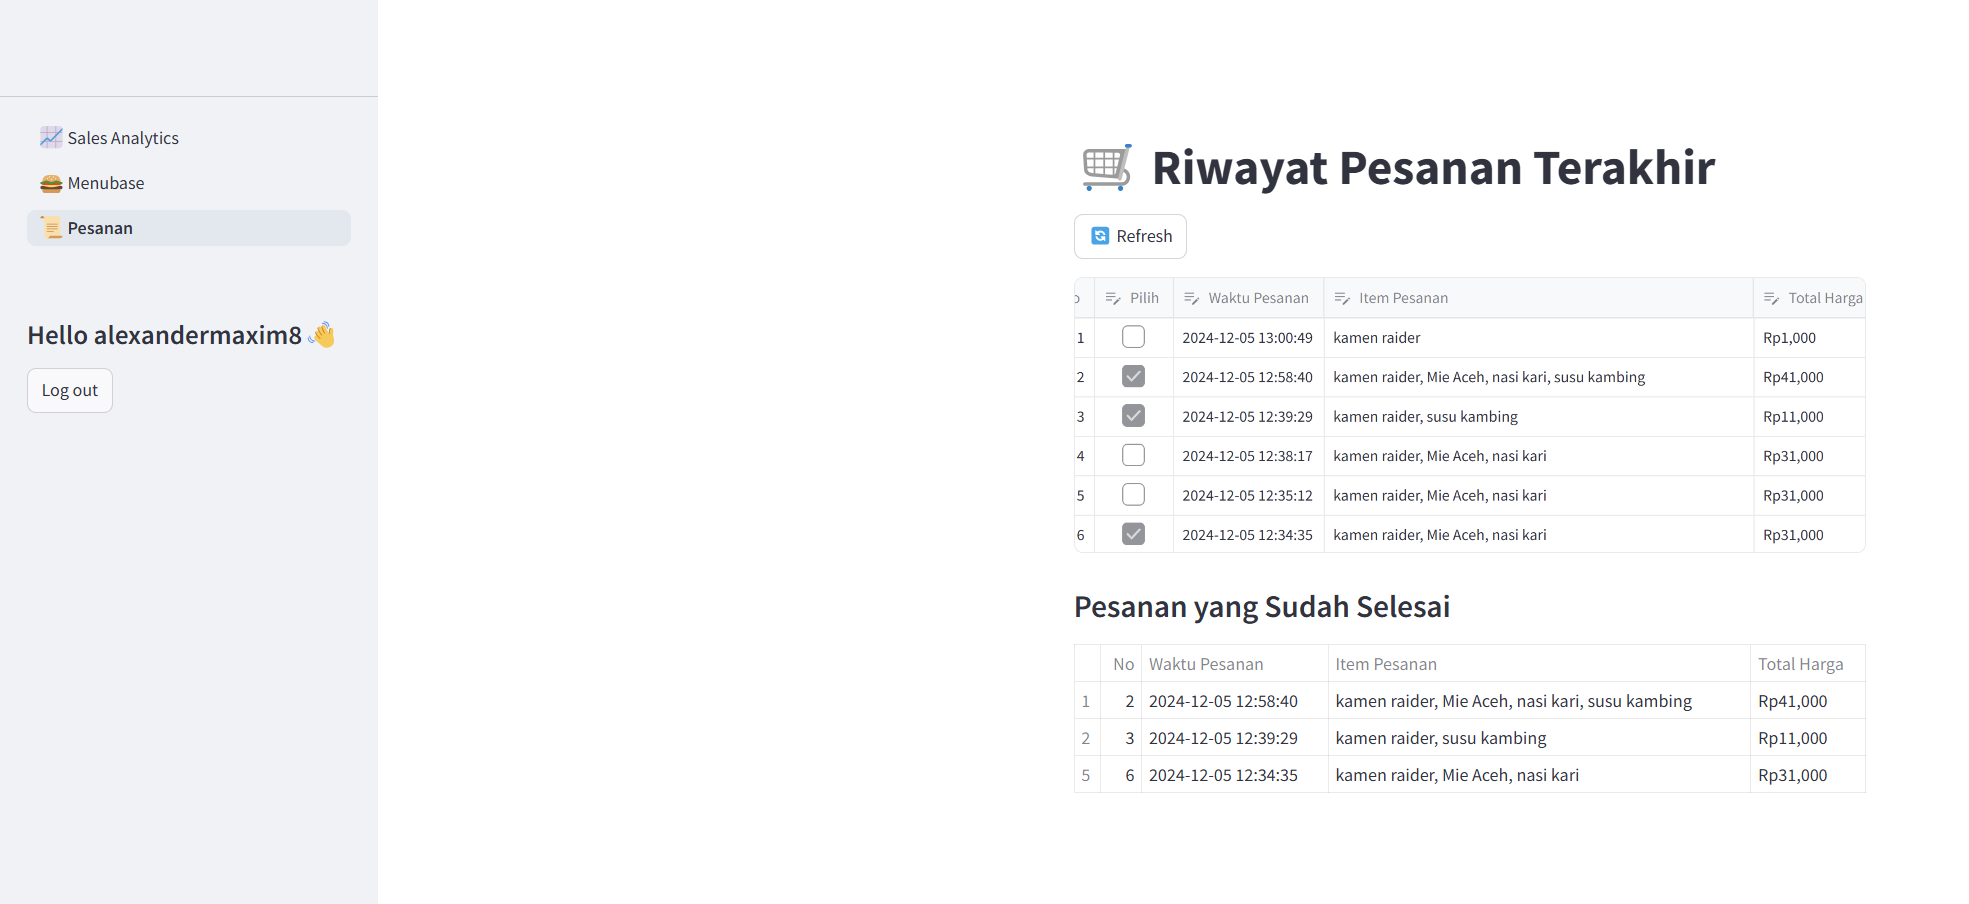 Sales Analytics
Menubase
Pesanan
Hello alexandermaxim8
Log out
Riwayat Pesanan Terakhir
Refresh
Pilih Waktu Pesanan Item Pesanan Total Harga
1 2024-12-05 13:00:49 kamen raider Rp1,000
2 2024-12-05 12:58:40 kamen raider, Mie Aceh, nasi kari, susu kambing Rp41,000
3 2024-12-05 12:39:29 kamen raider, susu kambing Rp11,000
4 2024-12-05 12:38:17 kamen raider, Mie Aceh, nasi kari Rp31,000
5 2024-12-05 12:35:12 kamen raider, Mie Aceh, nasi kari Rp31,000
6 2024-12-05 12:34:35 kamen raider, Mie Aceh, nasi kari Rp31,000
Pesanan yang Sudah Selesai
No Waktu Pesanan Item Pesanan Total Harga
1 2 2024-12-05 12:58:40 kamen raider, Mie Aceh, nasi kari, susu kambing Rp41,000
2 3 2024-12-05 12:39:29 kamen raider, susu kambing Rp11,000
5 6 2024-12-05 12:34:35 kamen raider, Mie Aceh, nasi kari Rp31,000